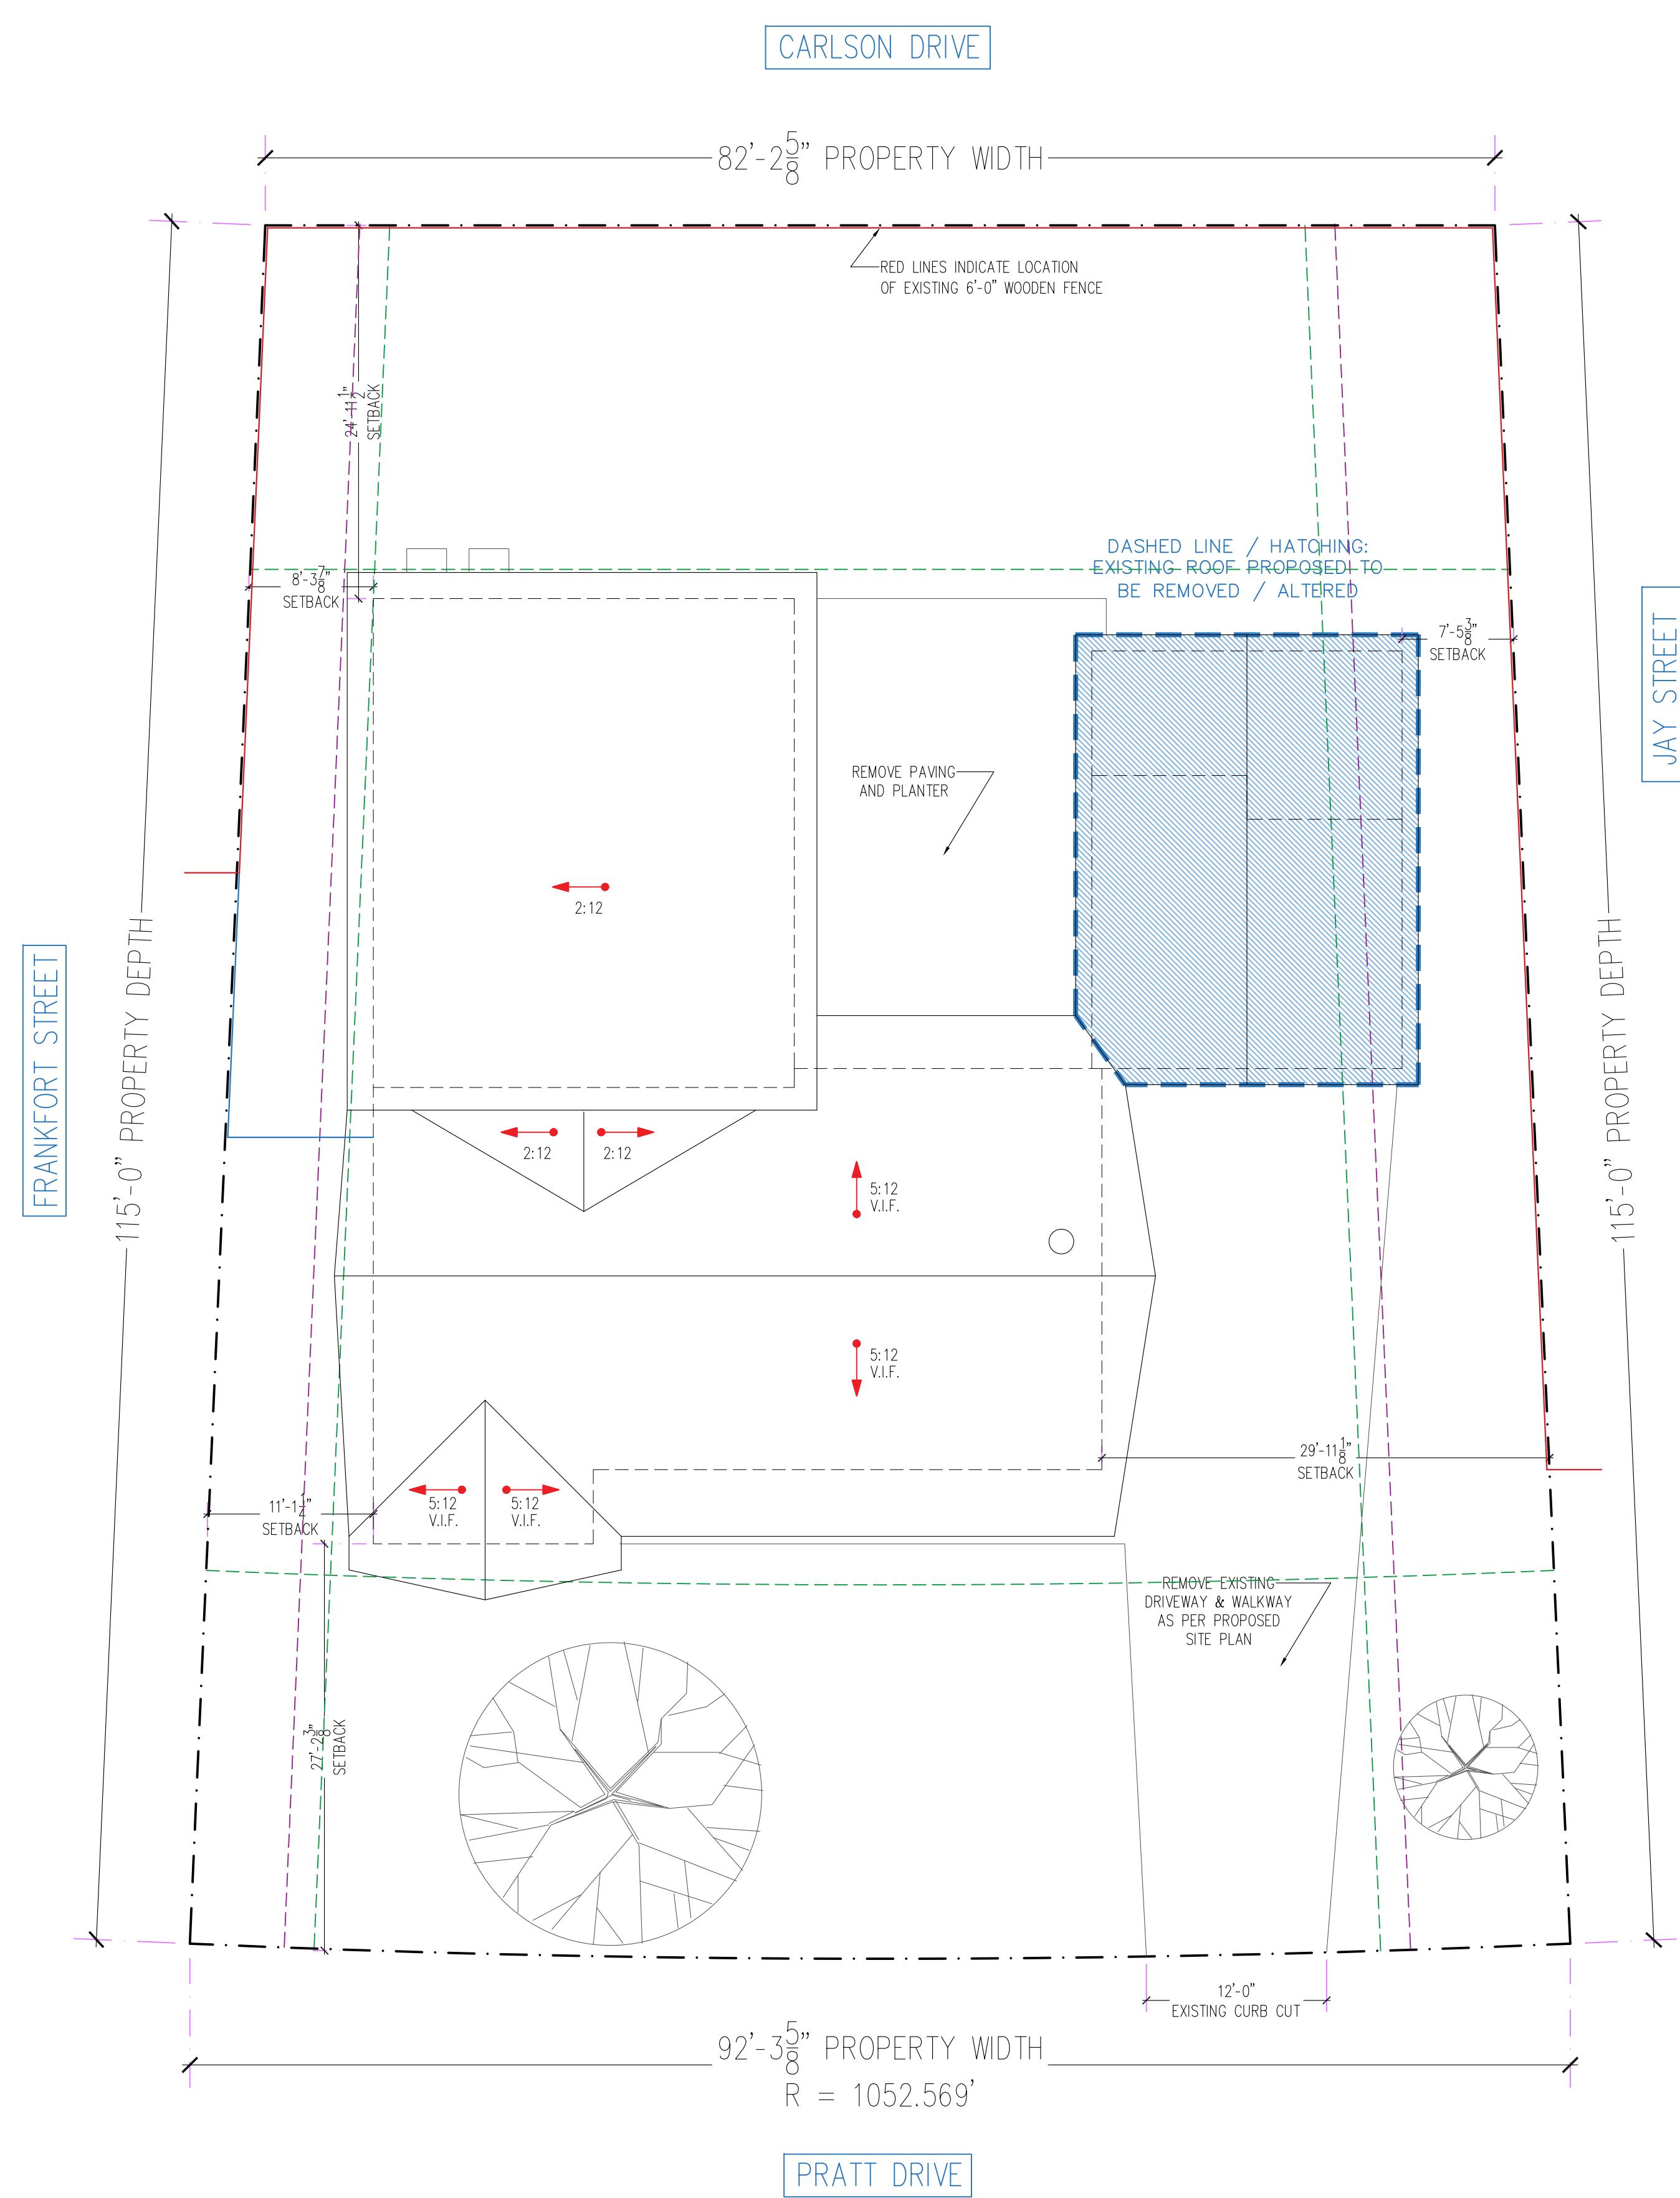 CARLSON DRIVE
82'-2 5/8" PROPERTY WIDTH
RED LINES INDICATE LOCATION
OF EXISTING 6'-0" WOODEN FENCE
24'-11 1/2"
SETBACK
DASHED LINE / HATCHING:
EXISTING ROOF PROPOSED TO
BE REMOVED / ALTERED
8'-3 7/8"
SETBACK
7'-5 3/8"
SETBACK
JAY STREET
REMOVE PAVING
AND PLANTER
2:12
FRANKFORT STREET
115'-0" PROPERTY DEPTH
115'-0" PROPERTY DEPTH
2:12
2:12
5:12
V.I.F.
5:12
V.I.F.
29'-11 1/8"
SETBACK
11'-1 1/4"
SETBACK
5:12
V.I.F.
5:12
V.I.F.
REMOVE EXISTING
DRIVEWAY & WALKWAY
AS PER PROPOSED
SITE PLAN
27'-2 3/8"
SETBACK
12'-0"
EXISTING CURB CUT
92'-3 5/8" PROPERTY WIDTH
R = 1052.569'
PRATT DRIVE